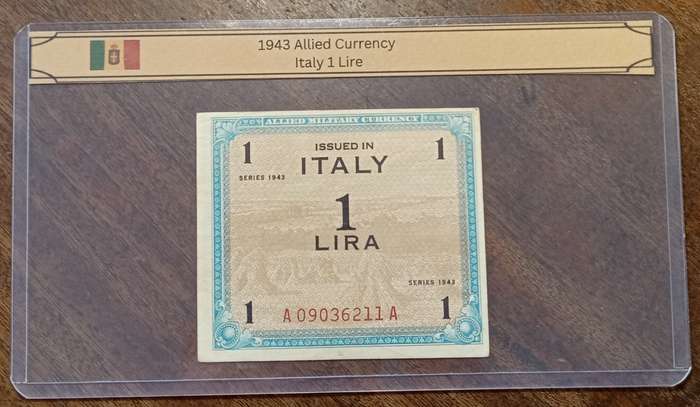 1943 Allied Currency
Italy 1 Lire
ALLIED MILITARY CURRENCY
1 1
ISSUED IN
ITALY
SERIES 1943
1
LIRA
SERIES 1943
1 A09036211A 1